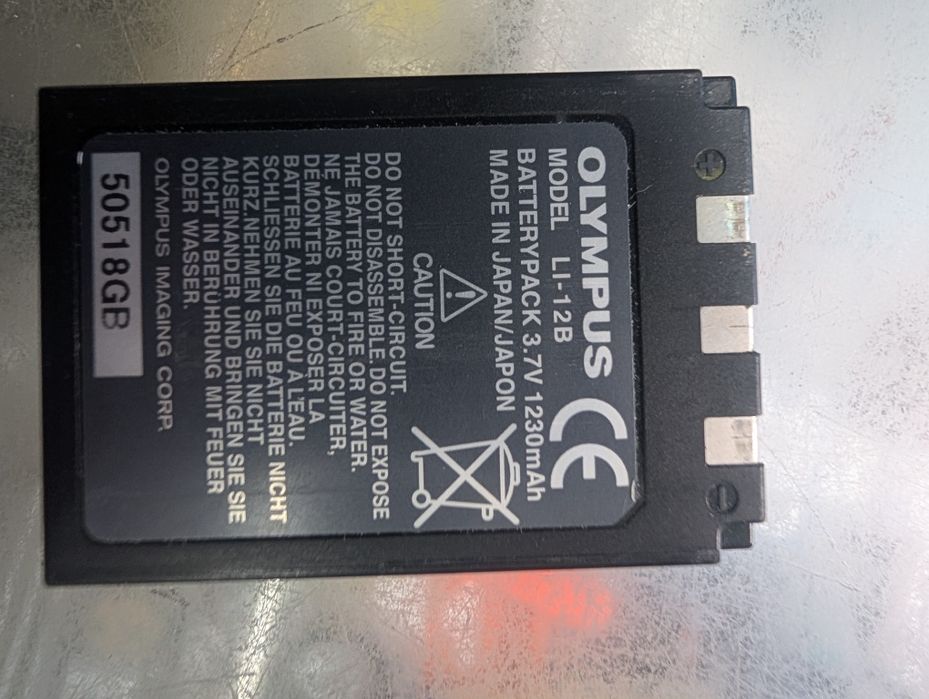 OLYMPUS
MODEL LI-12B
BATTERYPACK 3.7V 1230mAh
MADE IN JAPAN/JAPON
CE
CAUTION
DO NOT SHORT-CIRCUIT.
DO NOT DISASSEMBLE. DO NOT EXPOSE
THE BATTERY TO FIRE OR WATER.
NE JAMAIS COURT-CIRCUITER,
DEMONTER NI EXPOSER LA
BATTERIE AU FEU OU A L'EAU.
SCHLIESSEN SIE DIE BATTERIE NICHT
KURZ.NEHMEN SIE SIE NICHT
AUSEINANDER UND BRINGEN SIE SIE
NICHT IN BERÜHRUNG MIT FEUER
ODER WASSER.
OLYMPUS IMAGING CORP.
50518GB